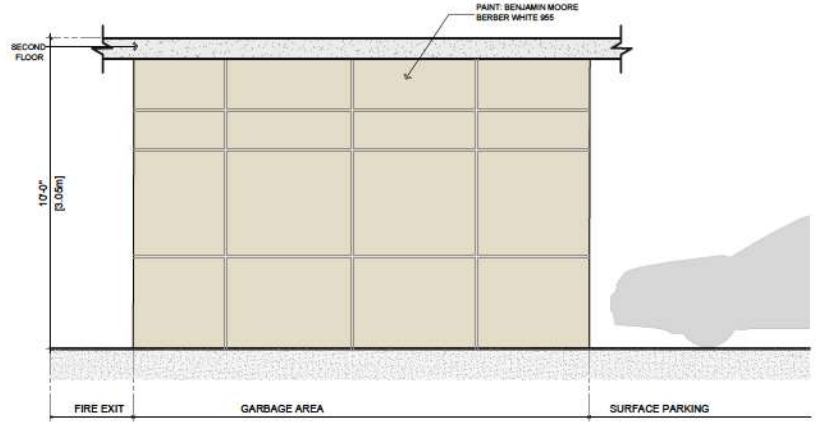 PAINT: BENJAMIN MOORE
BERBER WHITE 955
SECOND
FLOOR
10'-0"
[3.05m]
FIRE EXIT
GARBAGE AREA
SURFACE PARKING